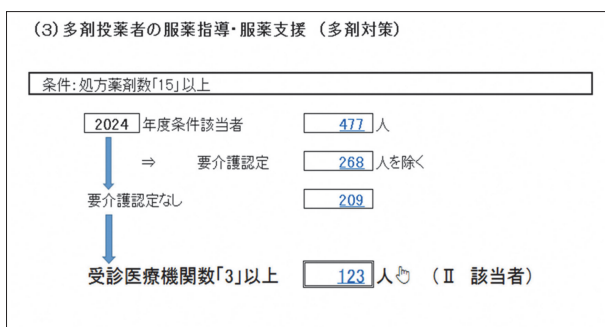 (3)多剤投薬者の服薬指導・服薬支援 (多剤対策)
条件:処方薬剤数「15」以上
2024 年度条件該当者 477 人
⇒ 要介護認定 268 人を除く
要介護認定なし 209
受診医療機関数「3」以上 123 人 (Ⅱ 該当者)